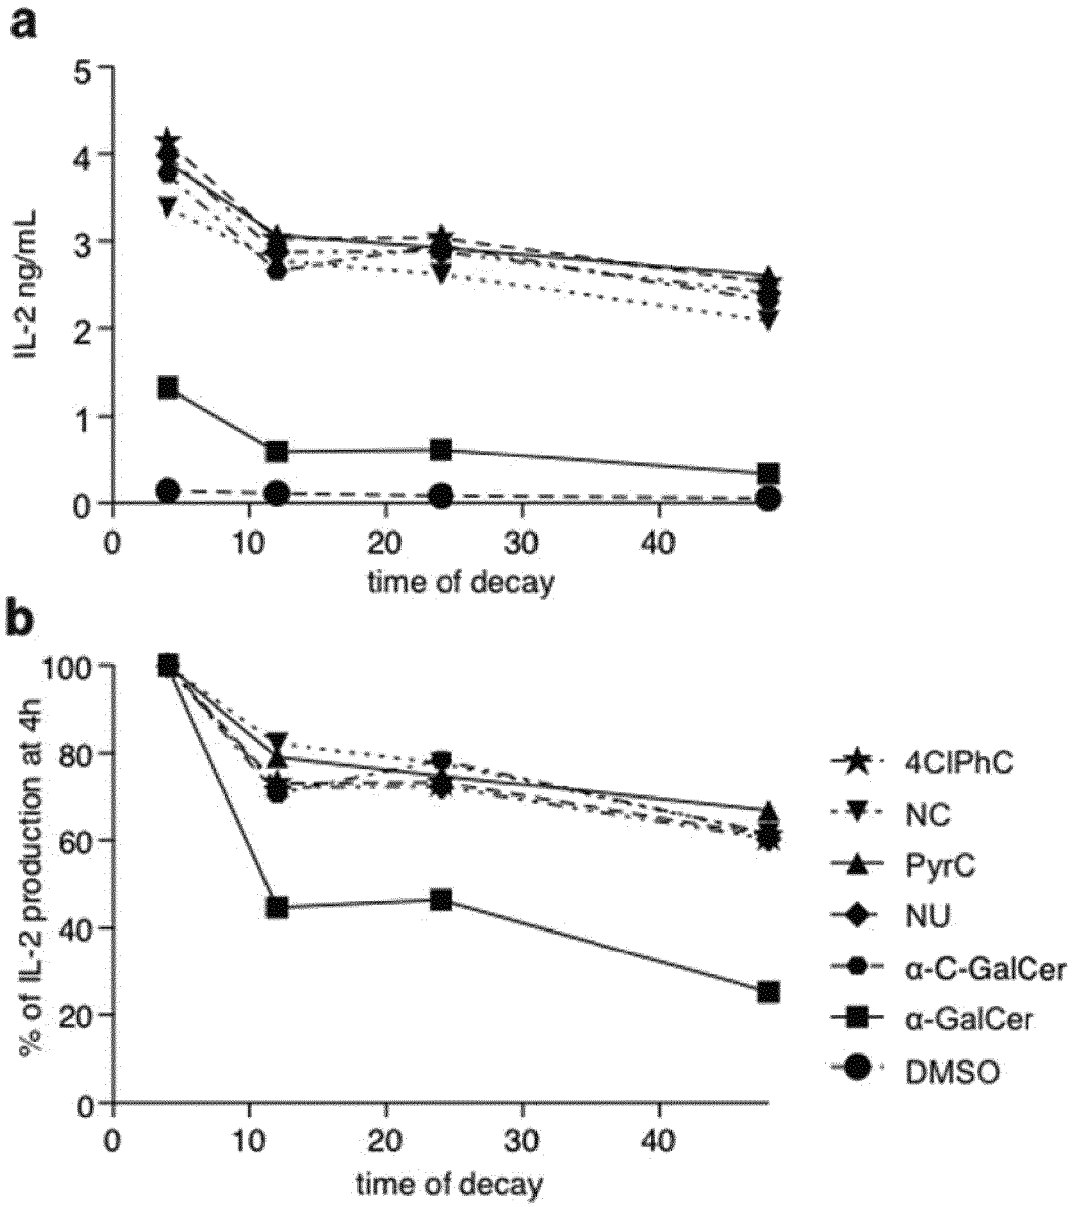 a
5
4
3
2
1
0
IL-2 ng/mL
0 10 20 30 40
time of decay
b
100
80
60
40
20
0
% of IL-2 production at 4h
0 10 20 30 40
time of decay
4ClPhC
NC
PyrC
NU
α-C-GalCer
α-GalCer
DMSO